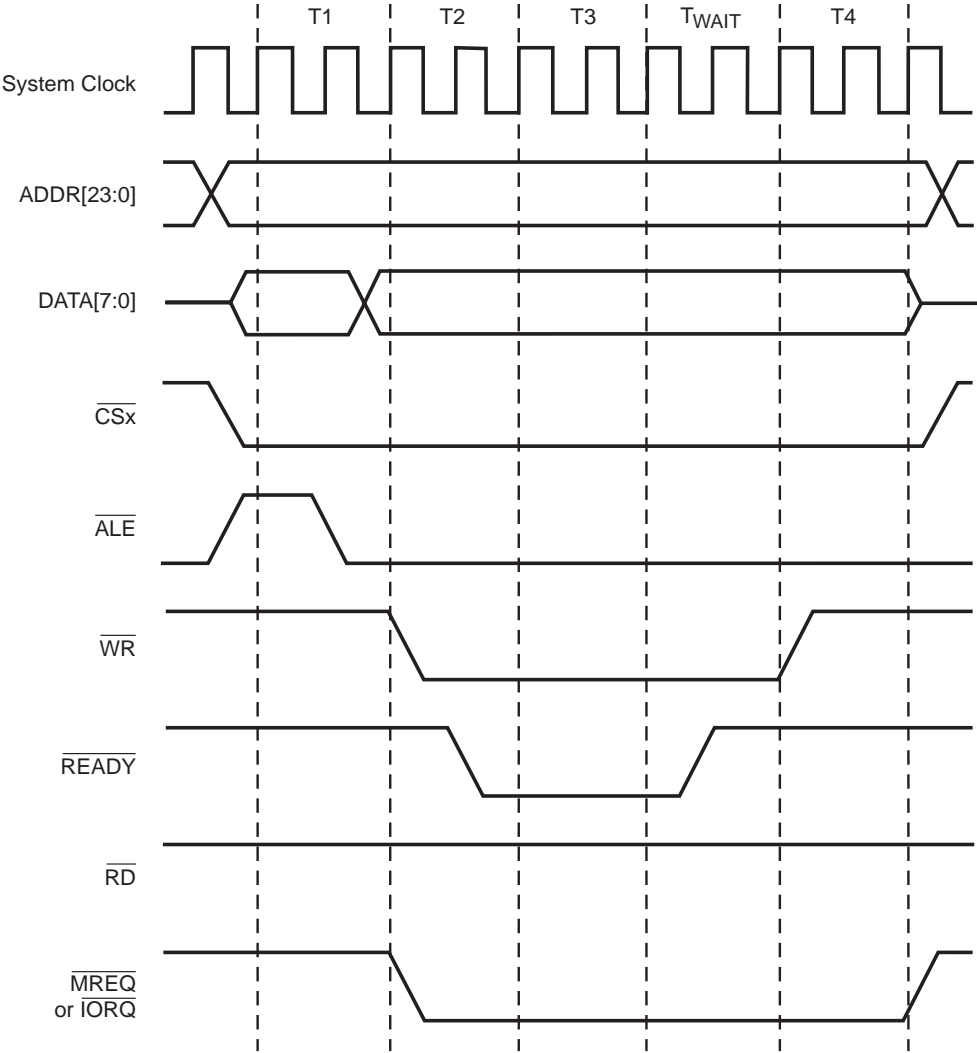 T1 T2 T3 TWAIT T4
System Clock
ADDR[23:0]
DATA[7:0]
CSx
ALE
WR
READY
RD
MREQ
or IORQ